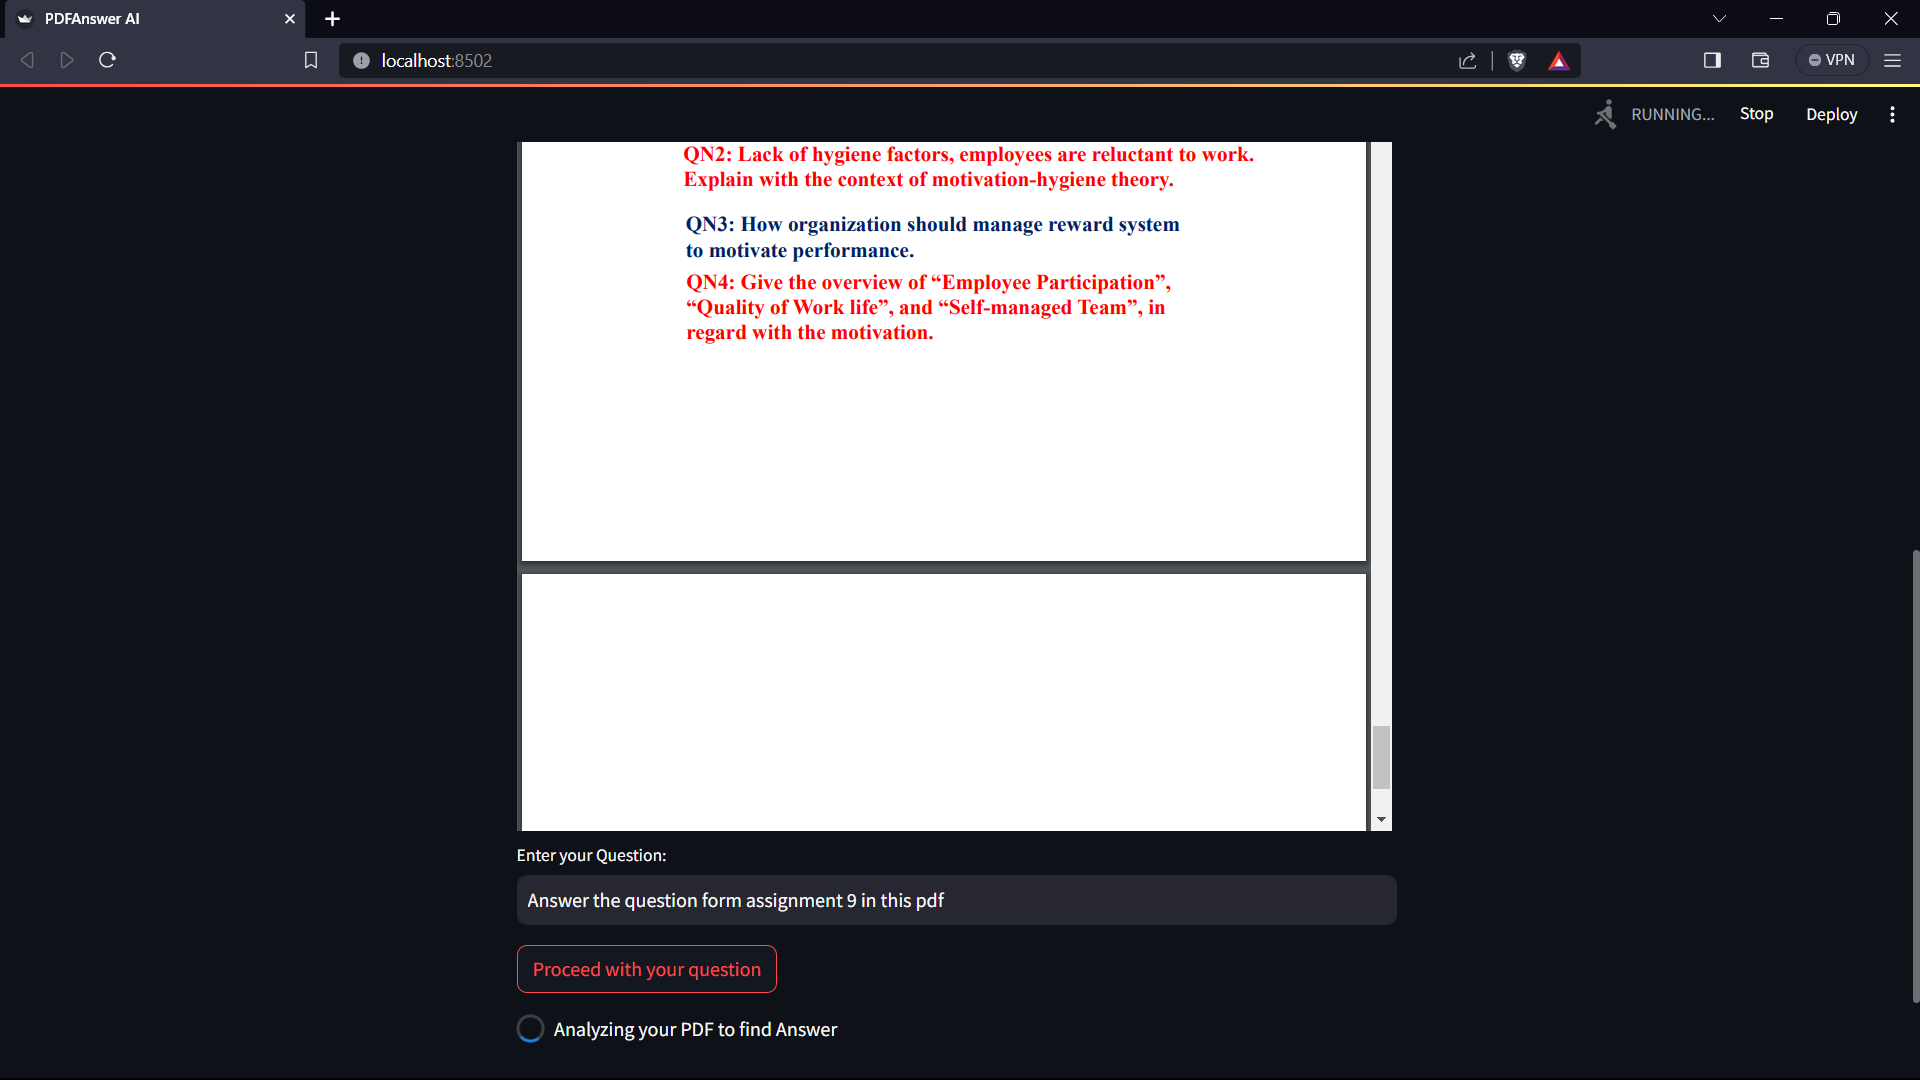 PDFAnswer AI
localhost:8502
VPN
RUNNING...
Stop
Deploy
QN2: Lack of hygiene factors, employees are reluctant to work.
Explain with the context of motivation-hygiene theory.
QN3: How organization should manage reward system
to motivate performance.
QN4: Give the overview of “Employee Participation”,
“Quality of Work life”, and “Self-managed Team”, in
regard with the motivation.
Enter your Question:
Answer the question form assignment 9 in this pdf
Proceed with your question
Analyzing your PDF to find Answer